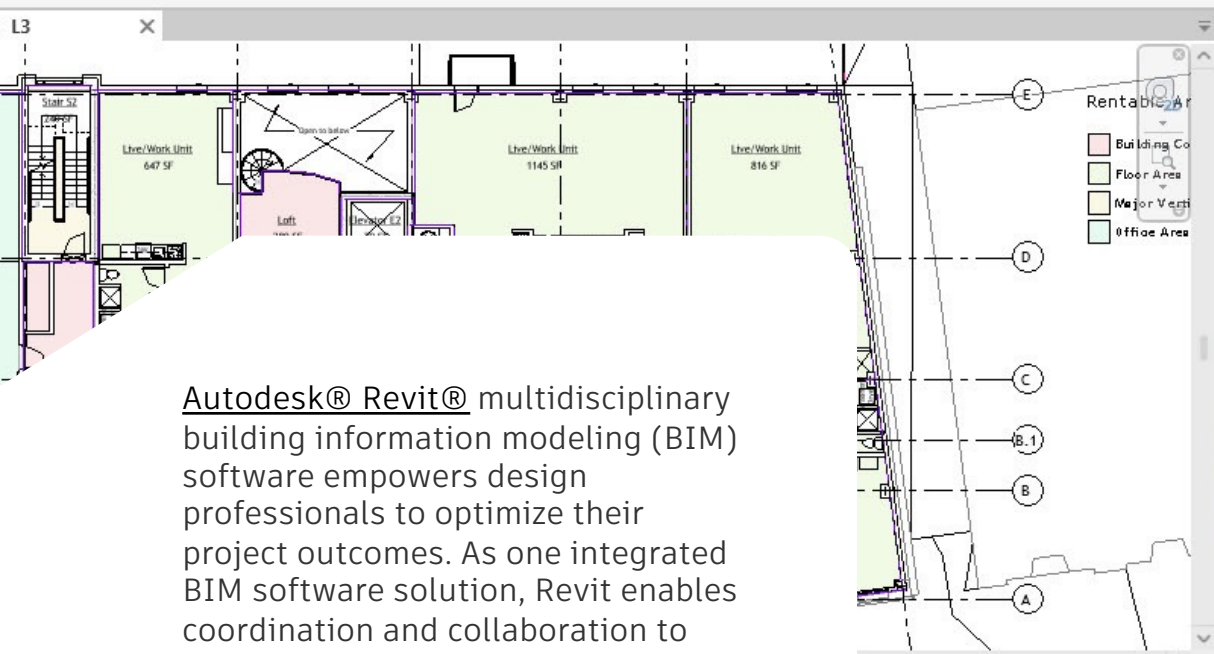 L3
Stair S2
Open to below
Live/Work Unit
647 SF
Live/Work Unit
1145 SF
Live/Work Unit
816 SF
Loft
Elevator E2
E
D
C
B.1
B
A
Rentable Ar
Building Co
Floor Area
Major Verti
Office Area
2D
Autodesk® Revit® multidisciplinary
building information modeling (BIM)
software empowers design
professionals to optimize their
project outcomes. As one integrated
BIM software solution, Revit enables
coordination and collaboration to